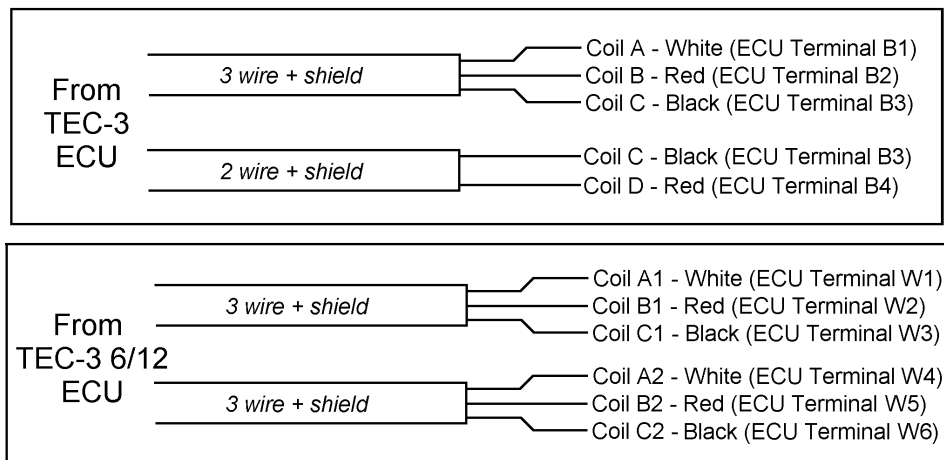 From
TEC-3
ECU
3 wire + shield
Coil A - White (ECU Terminal B1)
Coil B - Red (ECU Terminal B2)
Coil C - Black (ECU Terminal B3)
2 wire + shield
Coil C - Black (ECU Terminal B3)
Coil D - Red (ECU Terminal B4)
From
TEC-3 6/12
ECU
3 wire + shield
Coil A1 - White (ECU Terminal W1)
Coil B1 - Red (ECU Terminal W2)
Coil C1 - Black (ECU Terminal W3)
3 wire + shield
Coil A2 - White (ECU Terminal W4)
Coil B2 - Red (ECU Terminal W5)
Coil C2 - Black (ECU Terminal W6)